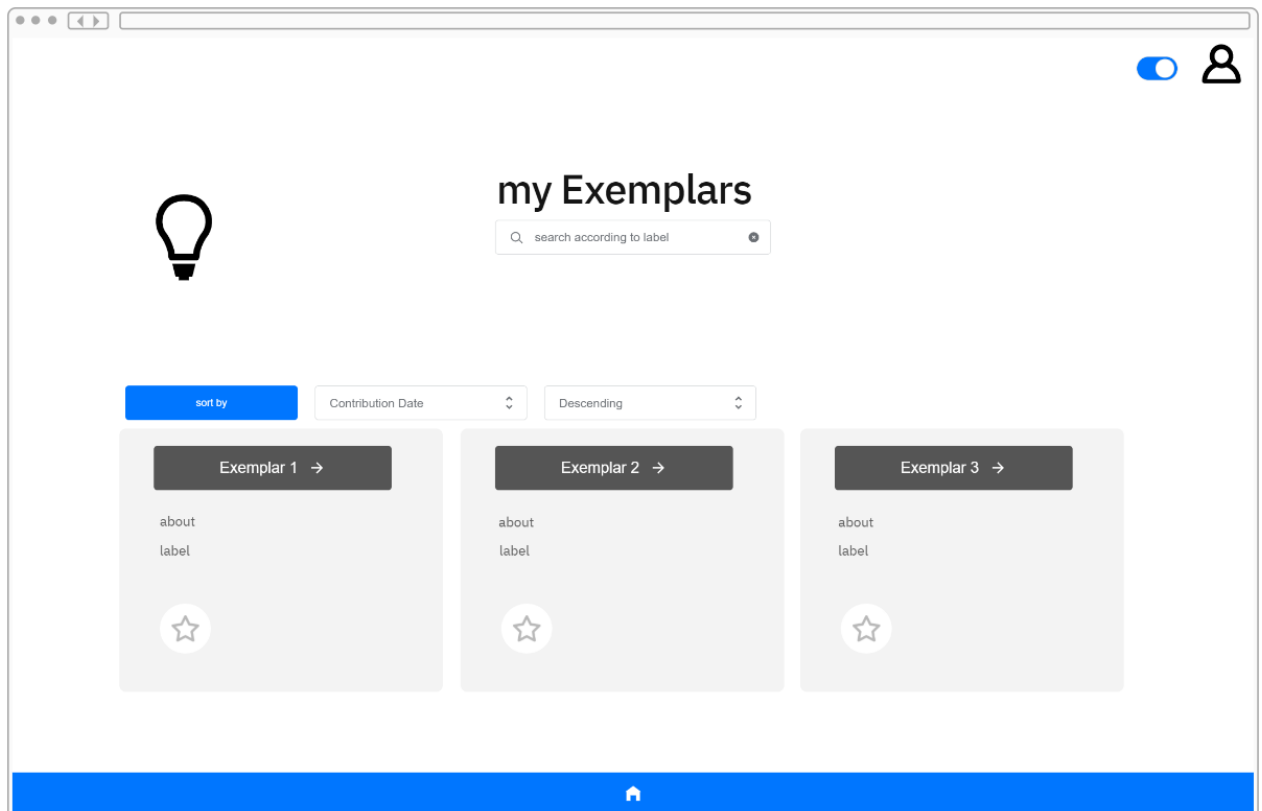 my Exemplars
search according to label
sort by
Contribution Date
Descending
Exemplar 1
Exemplar 2
Exemplar 3
about
about
about
label
label
label